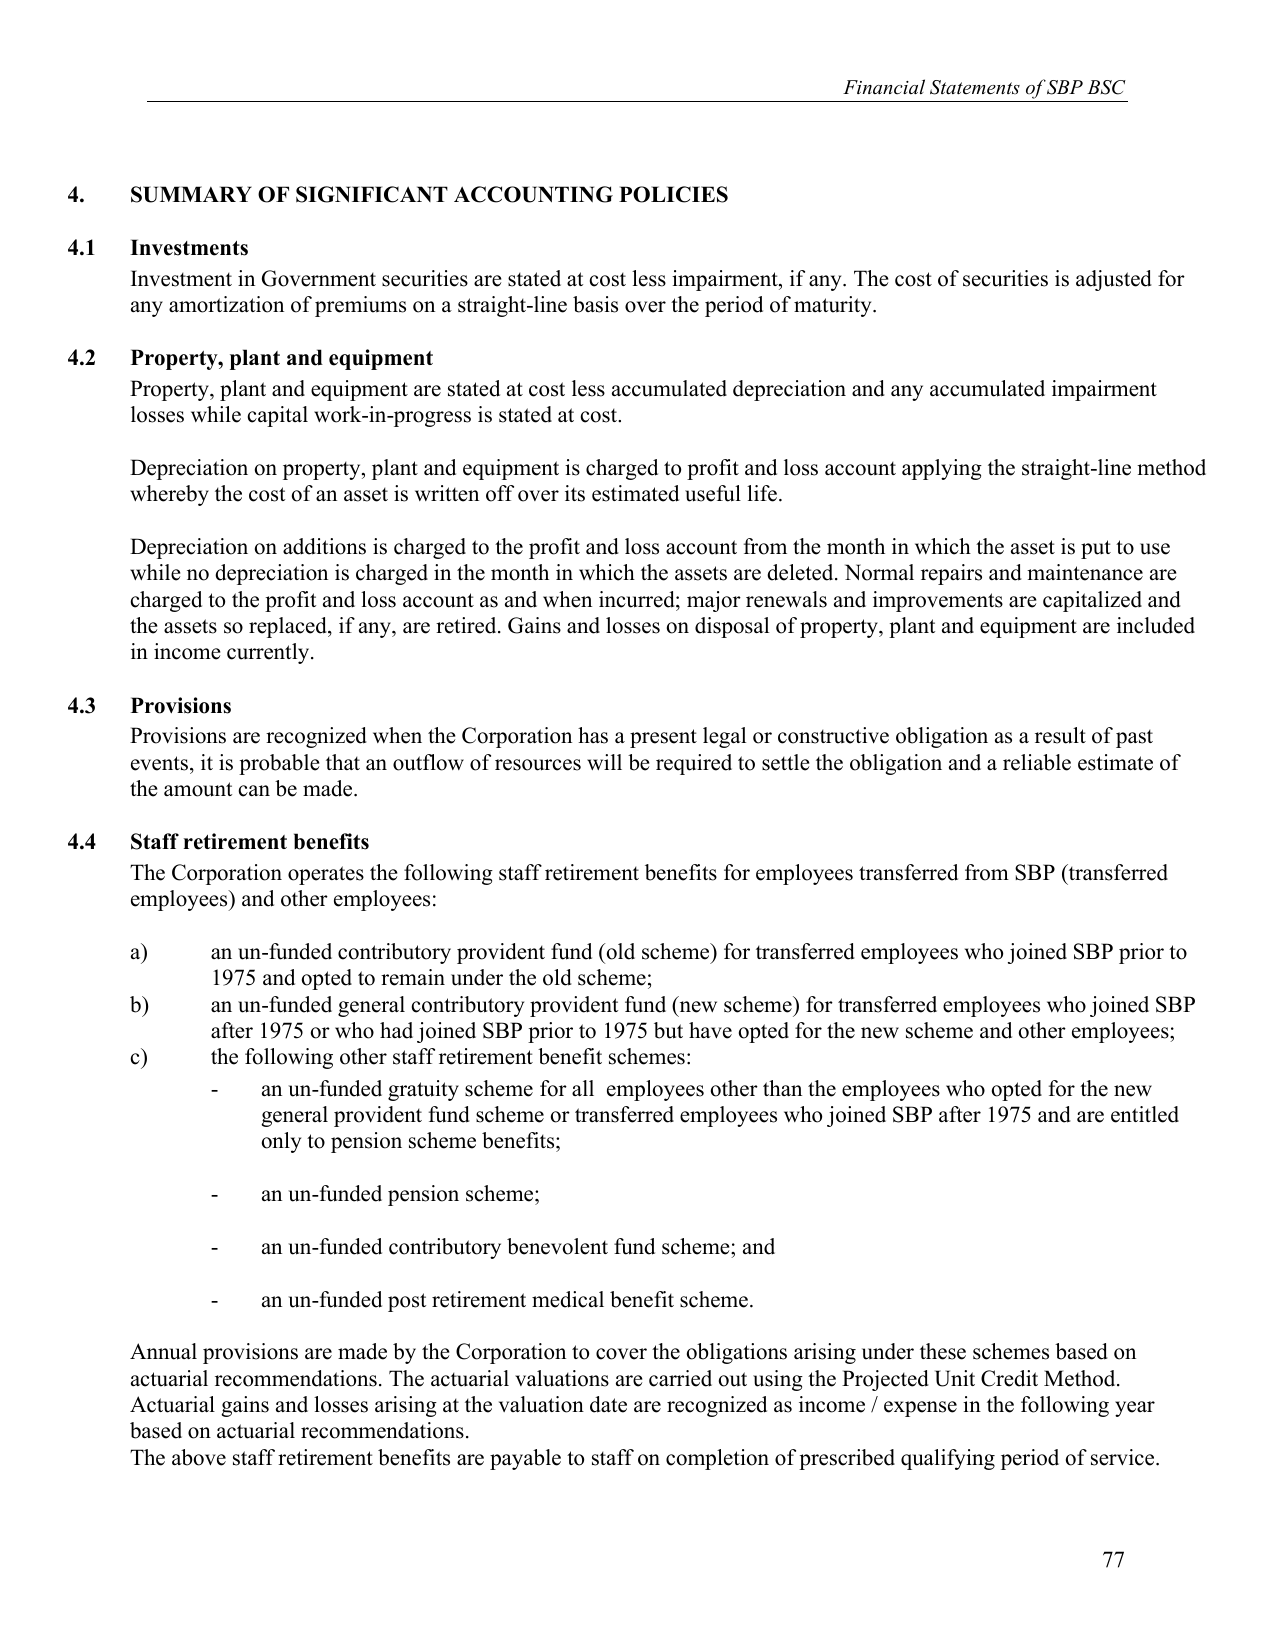 Financial Statements of SBP BSC
4. SUMMARY OF SIGNIFICANT ACCOUNTING POLICIES
4.1 Investments
Investment in Government securities are stated at cost less impairment, if any. The cost of securities is adjusted for
any amortization of premiums on a straight-line basis over the period of maturity.
4.2 Property, plant and equipment
Property, plant and equipment are stated at cost less accumulated depreciation and any accumulated impairment
losses while capital work-in-progress is stated at cost.
Depreciation on property, plant and equipment is charged to profit and loss account applying the straight-line method
whereby the cost of an asset is written off over its estimated useful life.
Depreciation on additions is charged to the profit and loss account from the month in which the asset is put to use
while no depreciation is charged in the month in which the assets are deleted. Normal repairs and maintenance are
charged to the profit and loss account as and when incurred; major renewals and improvements are capitalized and
the assets so replaced, if any, are retired. Gains and losses on disposal of property, plant and equipment are included
in income currently.
4.3 Provisions
Provisions are recognized when the Corporation has a present legal or constructive obligation as a result of past
events, it is probable that an outflow of resources will be required to settle the obligation and a reliable estimate of
the amount can be made.
4.4 Staff retirement benefits
The Corporation operates the following staff retirement benefits for employees transferred from SBP (transferred
employees) and other employees:
a) an un-funded contributory provident fund (old scheme) for transferred employees who joined SBP prior to
1975 and opted to remain under the old scheme;
b) an un-funded general contributory provident fund (new scheme) for transferred employees who joined SBP
after 1975 or who had joined SBP prior to 1975 but have opted for the new scheme and other employees;
c) the following other staff retirement benefit schemes:
- an un-funded gratuity scheme for all employees other than the employees who opted for the new
general provident fund scheme or transferred employees who joined SBP after 1975 and are entitled
only to pension scheme benefits;
- an un-funded pension scheme;
- an un-funded contributory benevolent fund scheme; and
- an un-funded post retirement medical benefit scheme.
Annual provisions are made by the Corporation to cover the obligations arising under these schemes based on
actuarial recommendations. The actuarial valuations are carried out using the Projected Unit Credit Method.
Actuarial gains and losses arising at the valuation date are recognized as income / expense in the following year
based on actuarial recommendations.
The above staff retirement benefits are payable to staff on completion of prescribed qualifying period of service.
77